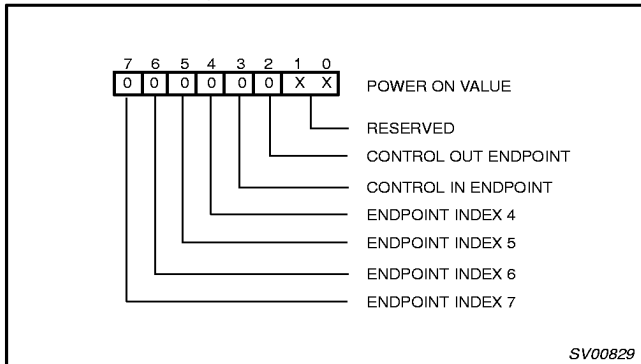 7 6 5 4 3 2 1 0
0 0 0 0 0 0 X X POWER ON VALUE
RESERVED
CONTROL OUT ENDPOINT
CONTROL IN ENDPOINT
ENDPOINT INDEX 4
ENDPOINT INDEX 5
ENDPOINT INDEX 6
ENDPOINT INDEX 7
SV00829